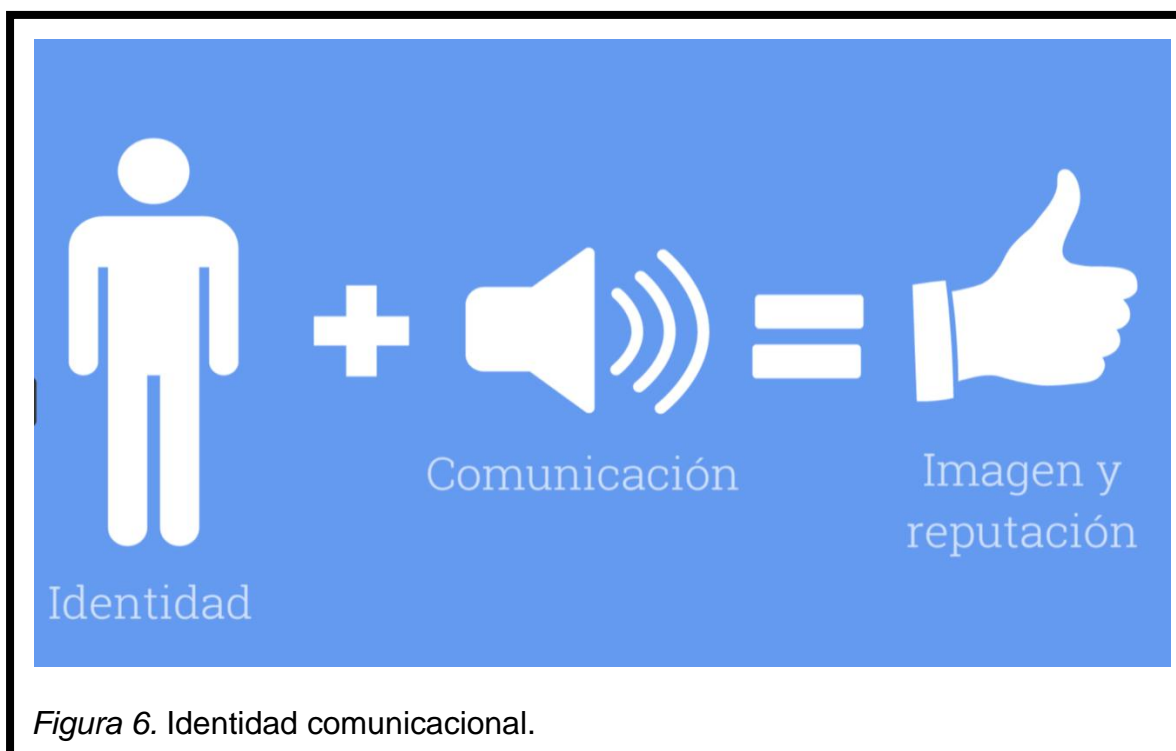 Identidad
Comunicación
Imagen y
reputación
Figura 6. Identidad comunicacional.